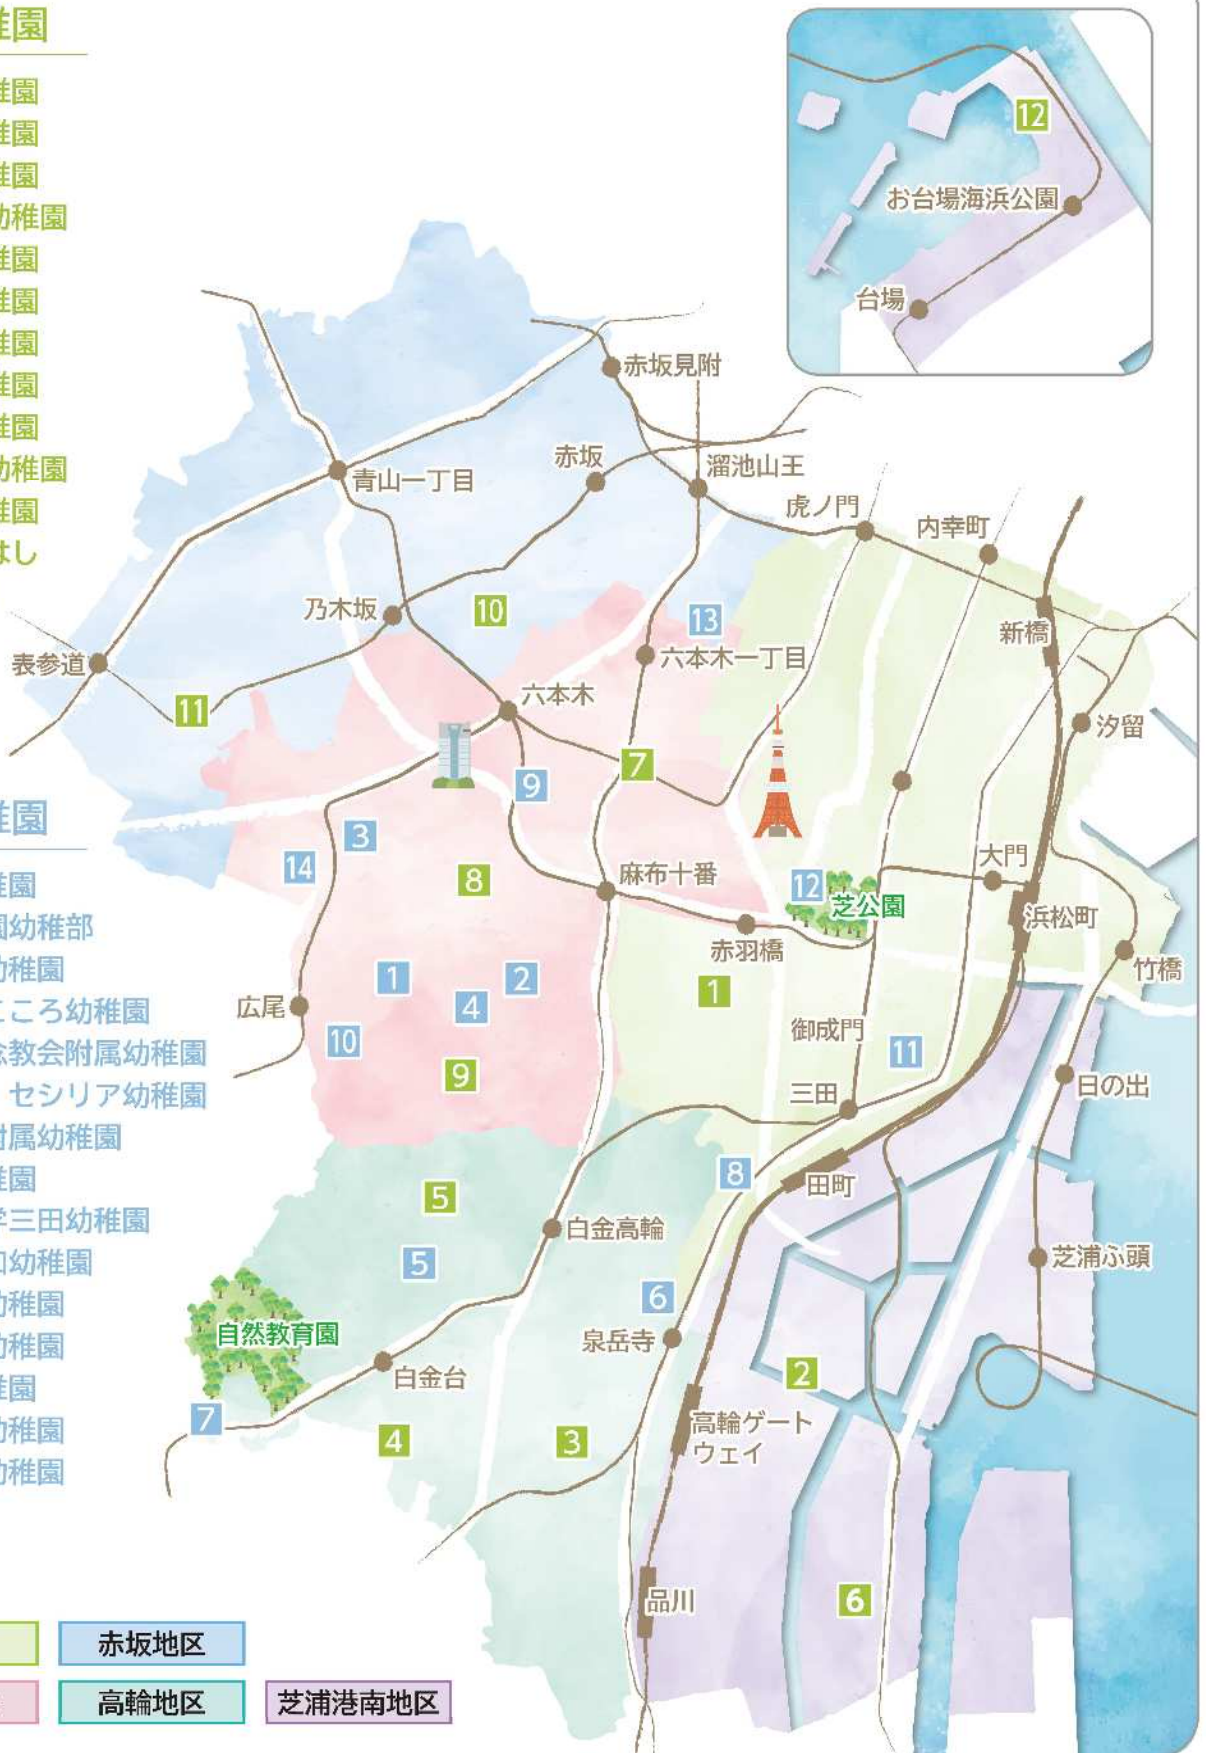 稚園
稚園
稚園
稚園
幼稚園
稚園
稚園
稚園
稚園
稚園
幼稚園
稚園
はし
稚園
稚園
園幼稚部
幼稚園
こころ幼稚園
念教会附属幼稚園
セシリア幼稚園
附属幼稚園
稚園
学三田幼稚園
和幼稚園
幼稚園
幼稚園
稚園
幼稚園
幼稚園
赤坂地区
高輪地区
芝浦港南地区
12
お台場海浜公園
台場
赤坂見附
赤坂
溜池山王
青山一丁目
虎ノ門
内幸町
乃木坂
10
13
新橋
表参道
六本木一丁目
11
六本木
汐留
7
9
3
14
8
麻布十番
大門
12
芝公園
浜松町
赤羽橋
竹橋
1
2
1
広尾
4
御成門
10
11
9
日の出
三田
8
田町
5
白金高輪
5
芝浦ふ頭
6
自然教育園
泉岳寺
白金台
2
7
4
3
高輪ゲート
ウェイ
品川
6